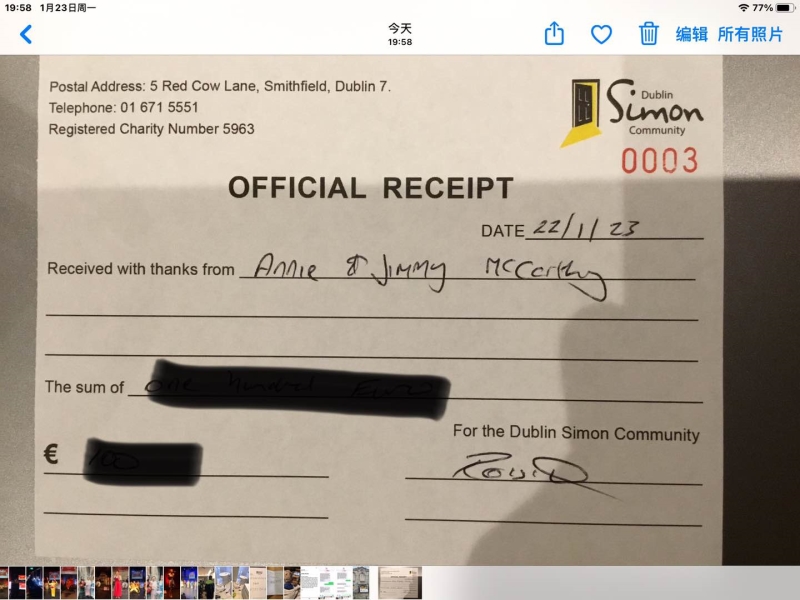 19:58 1月23日周一
77%
今天
19:58
编辑 所有照片
Postal Address: 5 Red Cow Lane, Smithfield, Dublin 7.
Telephone: 01 671 5551
Registered Charity Number 5963
Dublin
Simon
Community
0003
OFFICIAL RECEIPT
DATE 22/1/23
Received with thanks from Annie & Jimmy McCarthy
The sum of
For the Dublin Simon Community
€